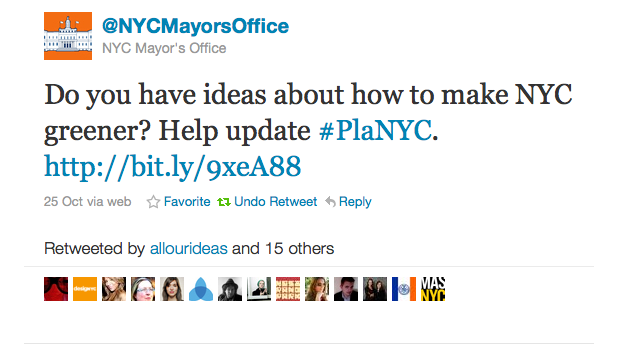 @NYCMayorsOffice
NYC Mayor's Office
Do you have ideas about how to make NYC
greener? Help update #PlaNYC.
http://bit.ly/9xeA88
25 Oct via web Favorite Undo Retweet Reply
Retweeted by allourideas and 15 others
MAS
NYC